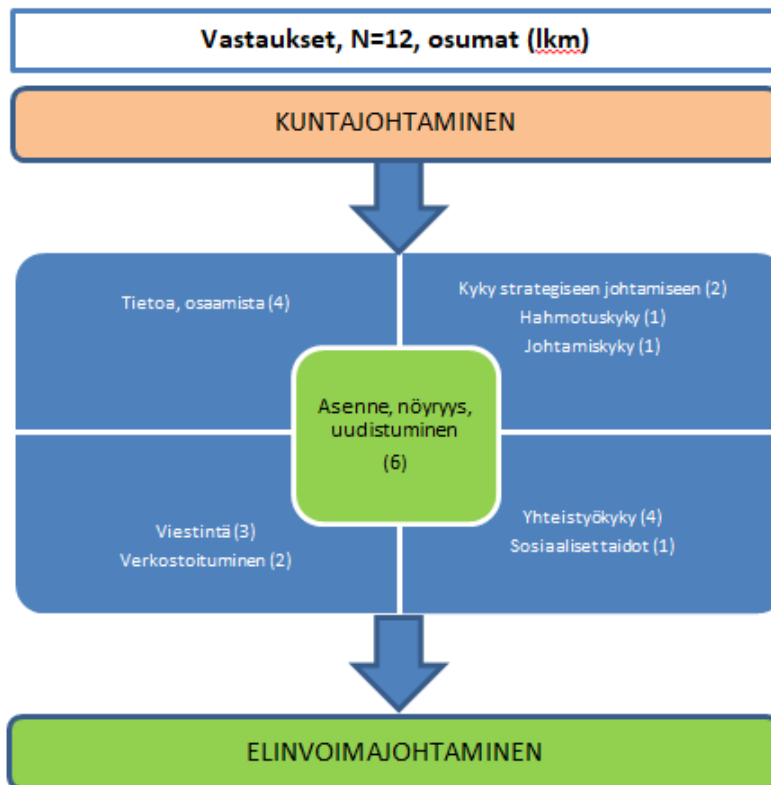 Vastaukset, N=12, osumat (lkm)
KUNTAJOHTAMINEN
Tietoa, osaamista (4)
Kyky strategiseen johtamiseen (2)
Hahmotuskyky (1)
Johtamiskyky (1)
Asenne, nöyryys,
uudistuminen
(6)
Viestintä (3)
Verkostoituminen (2)
Yhteistyökyky (4)
Sosiaalisettaidot (1)
ELINVOIMAJOHTAMINEN